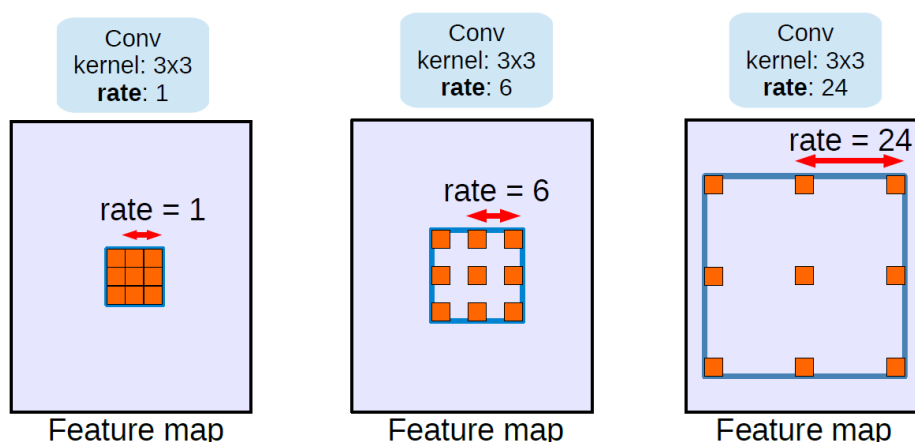 Conv
kernel: 3x3
rate: 1
Conv
kernel: 3x3
rate: 6
Conv
kernel: 3x3
rate: 24
rate = 1
rate = 6
rate = 24
Feature map
Feature map
Feature map